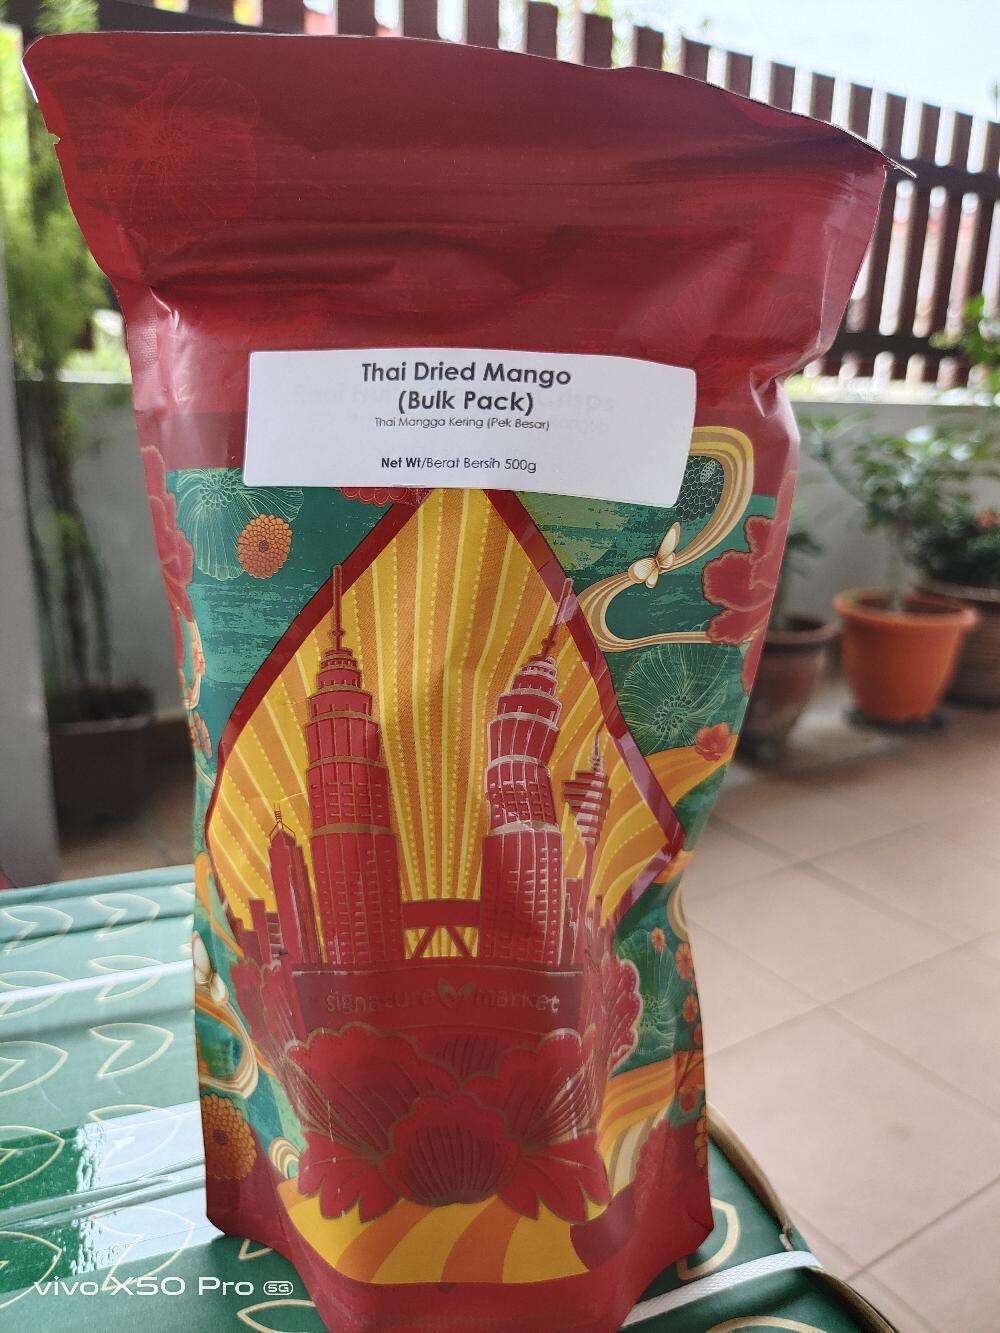 Thai Dried Mango
(Bulk Pack)
Thai Mangga Kering (Pek Besar)
Net Wt/Berat Bersih 500g
signature market
vivo X50 Pro 5G